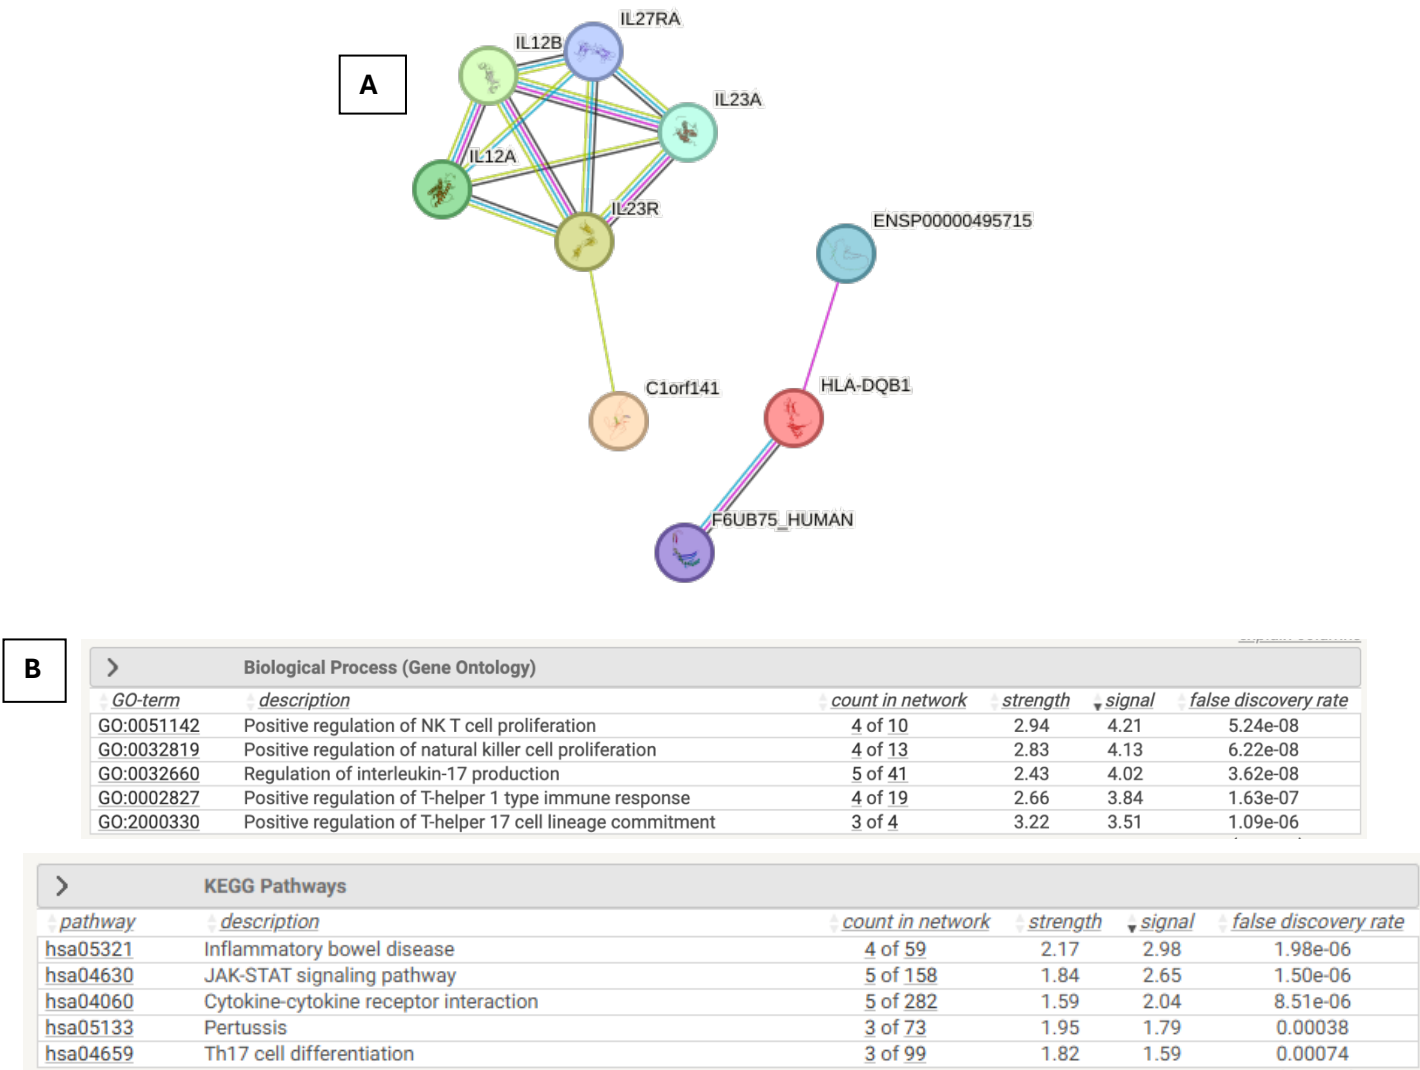 IL27RA
IL12B
A
IL23A
IL12A
IL23R
ENSP00000495715
C1orf141
HLA-DQB1
F6UB75_HUMAN
B
Biological Process (Gene Ontology)
GO-term description count in network strength signal false discovery rate
GO:0051142 Positive regulation of NK T cell proliferation 4 of 10 2.94 4.21 5.24e-08
GO:0032819 Positive regulation of natural killer cell proliferation 4 of 13 2.83 4.13 6.22e-08
GO:0032660 Regulation of interleukin-17 production 5 of 41 2.43 4.02 3.62e-08
GO:0002827 Positive regulation of T-helper 1 type immune response 4 of 19 2.66 3.84 1.63e-07
GO:2000330 Positive regulation of T-helper 17 cell lineage commitment 3 of 4 3.22 3.51 1.09e-06
KEGG Pathways
pathway description count in network strength signal false discovery rate
hsa05321 Inflammatory bowel disease 4 of 59 2.17 2.98 1.98e-06
hsa04630 JAK-STAT signaling pathway 5 of 158 1.84 2.65 1.50e-06
hsa04060 Cytokine-cytokine receptor interaction 5 of 282 1.59 2.04 8.51e-06
hsa05133 Pertussis 3 of 73 1.95 1.79 0.00038
hsa04659 Th17 cell differentiation 3 of 99 1.82 1.59 0.00074